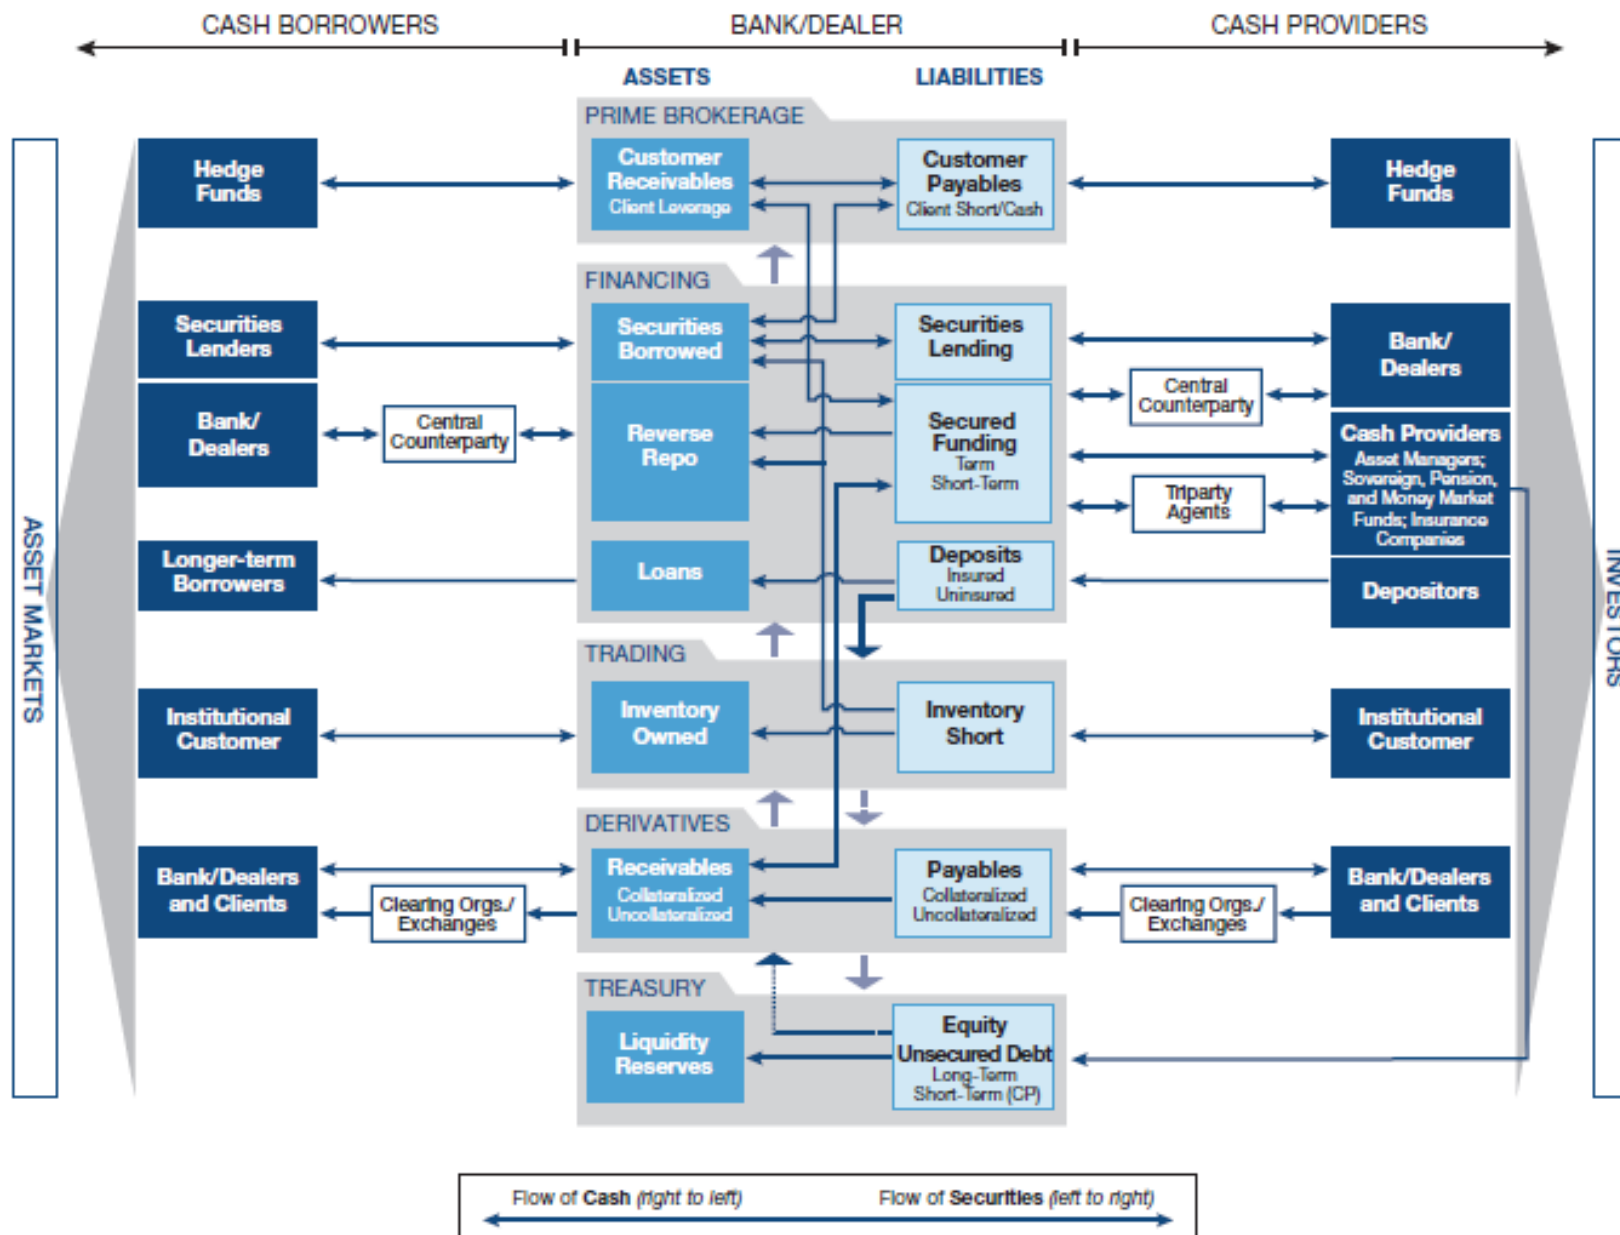 CASH BORROWERS
BANK/DEALER
CASH PROVIDERS
ASSETS
LIABILITIES
PRIME BROKERAGE
Hedge
Funds
Customer
Receivables
Client Leverage
Customer
Payables
Client Short/Cash
Hedge
Funds
FINANCING
Securities
Lenders
Securities
Borrowed
Securities
Lending
Bank/
Dealers
Bank/
Dealers
Central
Counterparty
Reverse
Repo
Secured
Funding
Term
Short-Term
Central
Counterparty
Triparty
Agents
Cash Providers
Asset Managers;
Sovereign, Pension,
and Money Market
Funds; Insurance
Companies
Longer-term
Borrowers
Loans
Deposits
Insured
Uninsured
Depositors
TRADING
Institutional
Customer
Inventory
Owned
Inventory
Short
Institutional
Customer
DERIVATIVES
Bank/Dealers
and Clients
Clearing Orgs./
Exchanges
Receivables
Collateralized
Uncollateralized
Payables
Collateralized
Uncollateralized
Clearing Orgs./
Exchanges
Bank/Dealers
and Clients
TREASURY
Liquidity
Reserves
Equity
Unsecured Debt
Long-Term
Short-Term (CP)
ASSET MARKETS
INVESTORS
Flow of Cash (right to left)
Flow of Securities (left to right)